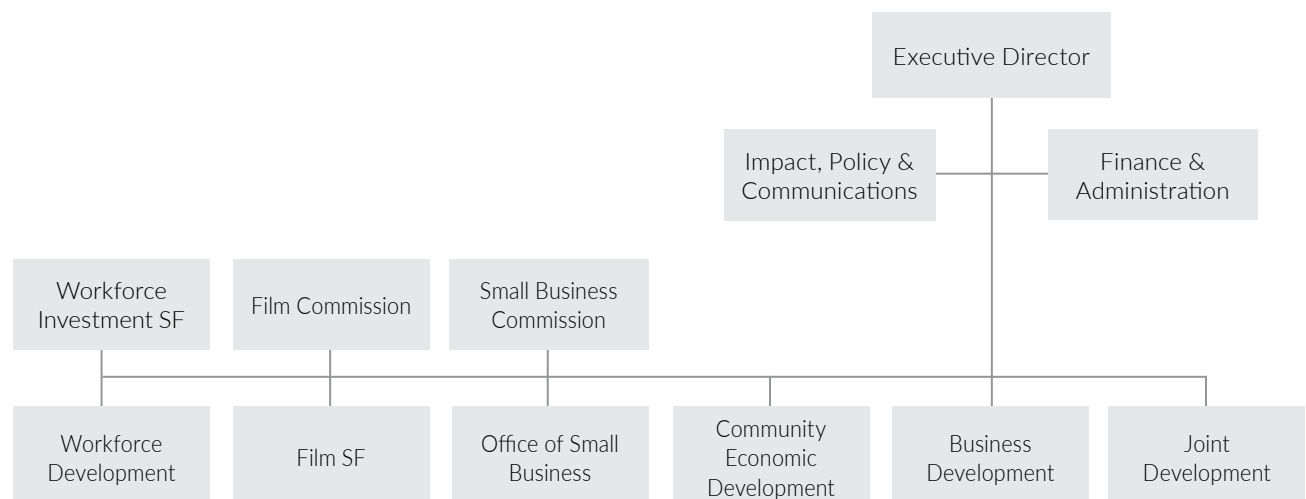 Executive Director
Impact, Policy &
Communications
Finance &
Administration
Workforce
Investment SF
Film Commission
Small Business
Commission
Workforce
Development
Film SF
Office of Small
Business
Community
Economic
Development
Business
Development
Joint
Development